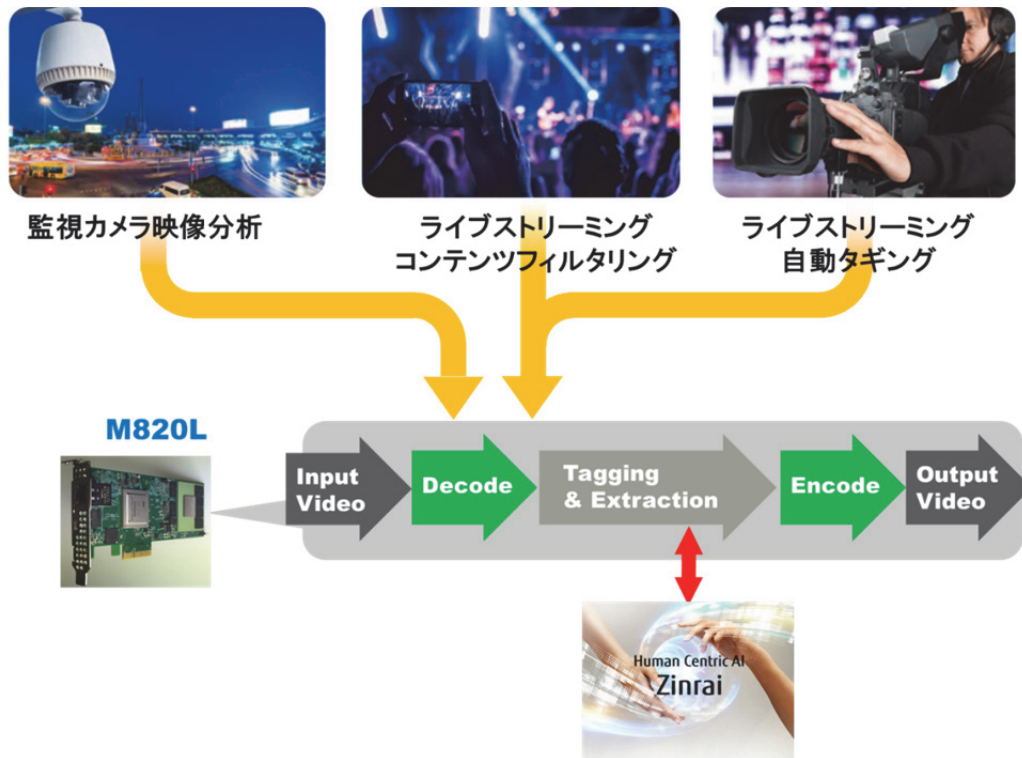 監視カメラ映像分析
ライブストリーミング
コンテンツフィルタリング
ライブストリーミング
自動タギング
M820L
Input
Video
Decode
Tagging
& Extraction
Encode
Output
Video
Human Centric AI
Zinrai